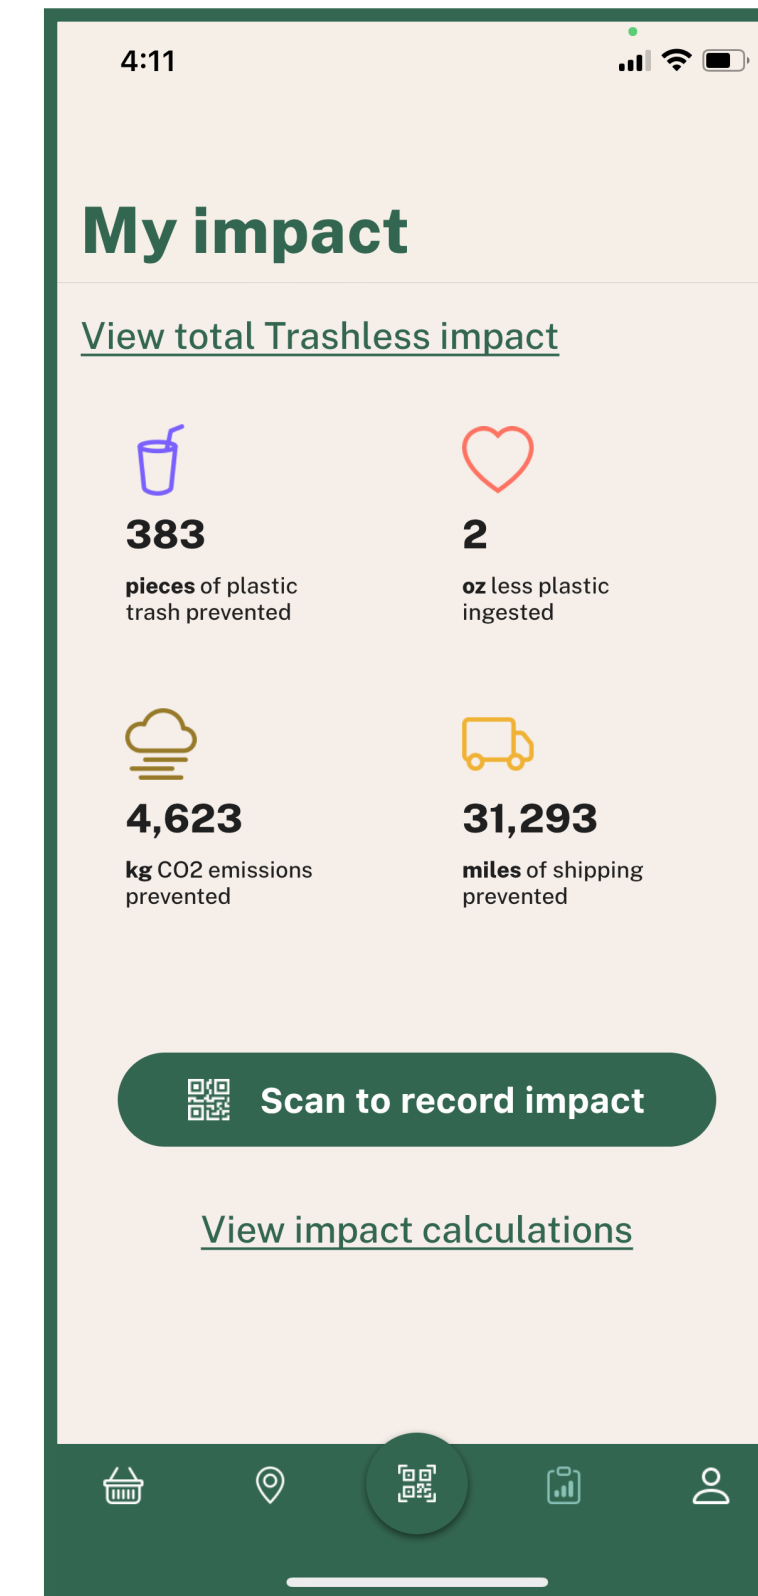 4:11
My impact
View total Trashless impact
383
pieces of plastic
trash prevented
2
oz less plastic
ingested
4,623
kg CO2 emissions
prevented
31,293
miles of shipping
prevented
Scan to record impact
View impact calculations